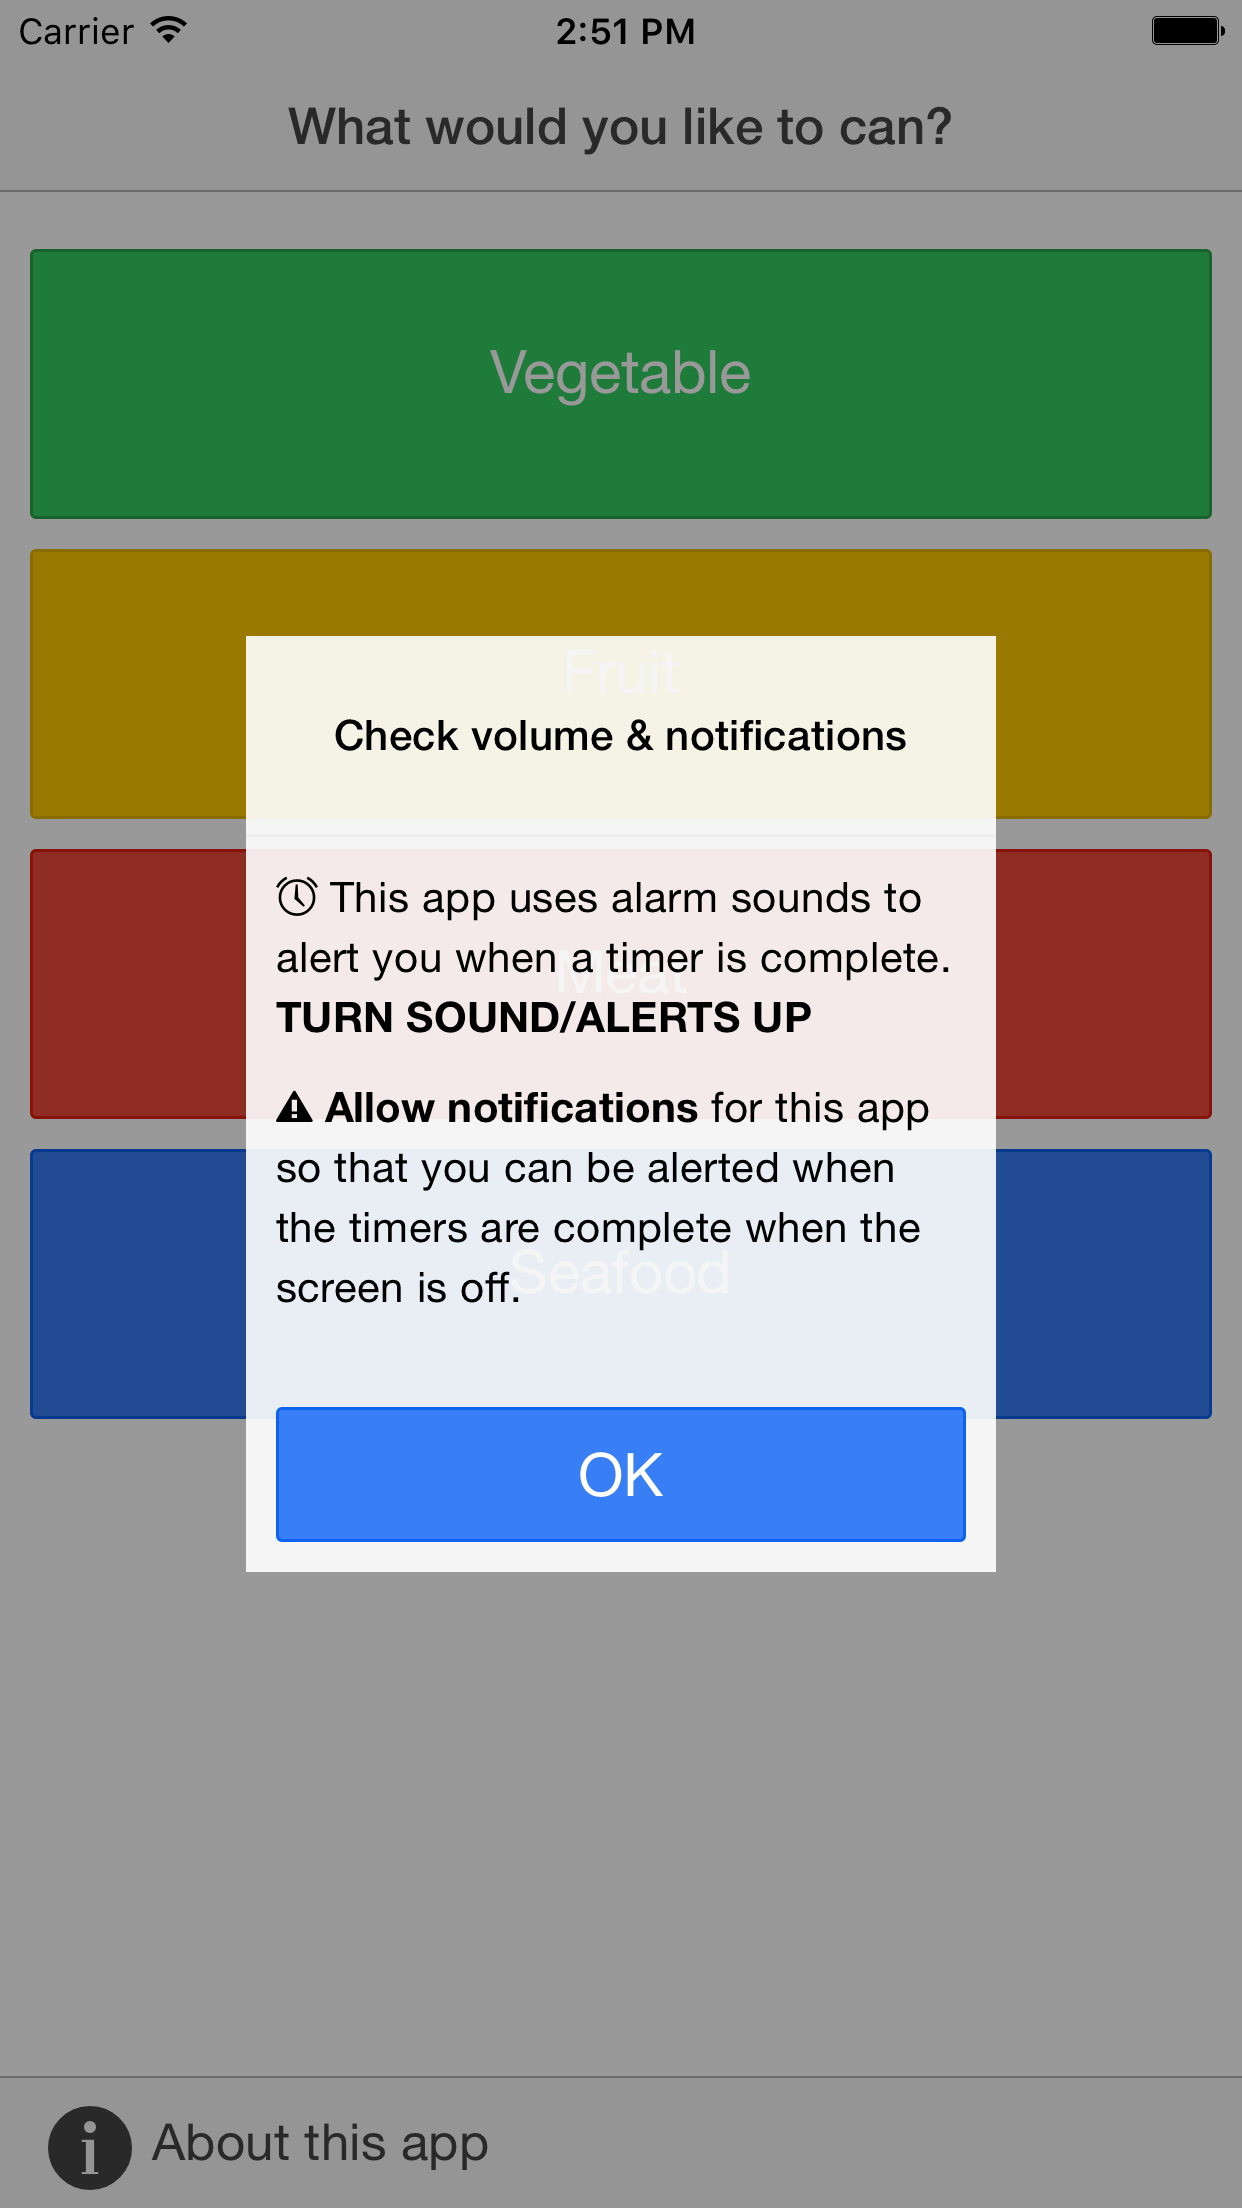 Carrier
2:51 PM
What would you like to can?
Vegetable
Fruit
Check volume & notifications
This app uses alarm sounds to
alert you when a timer is complete.
Meat
TURN SOUND/ALERTS UP
Allow notifications for this app
so that you can be alerted when
the timers are complete when the
Seafood
screen is off.
OK
i About this app